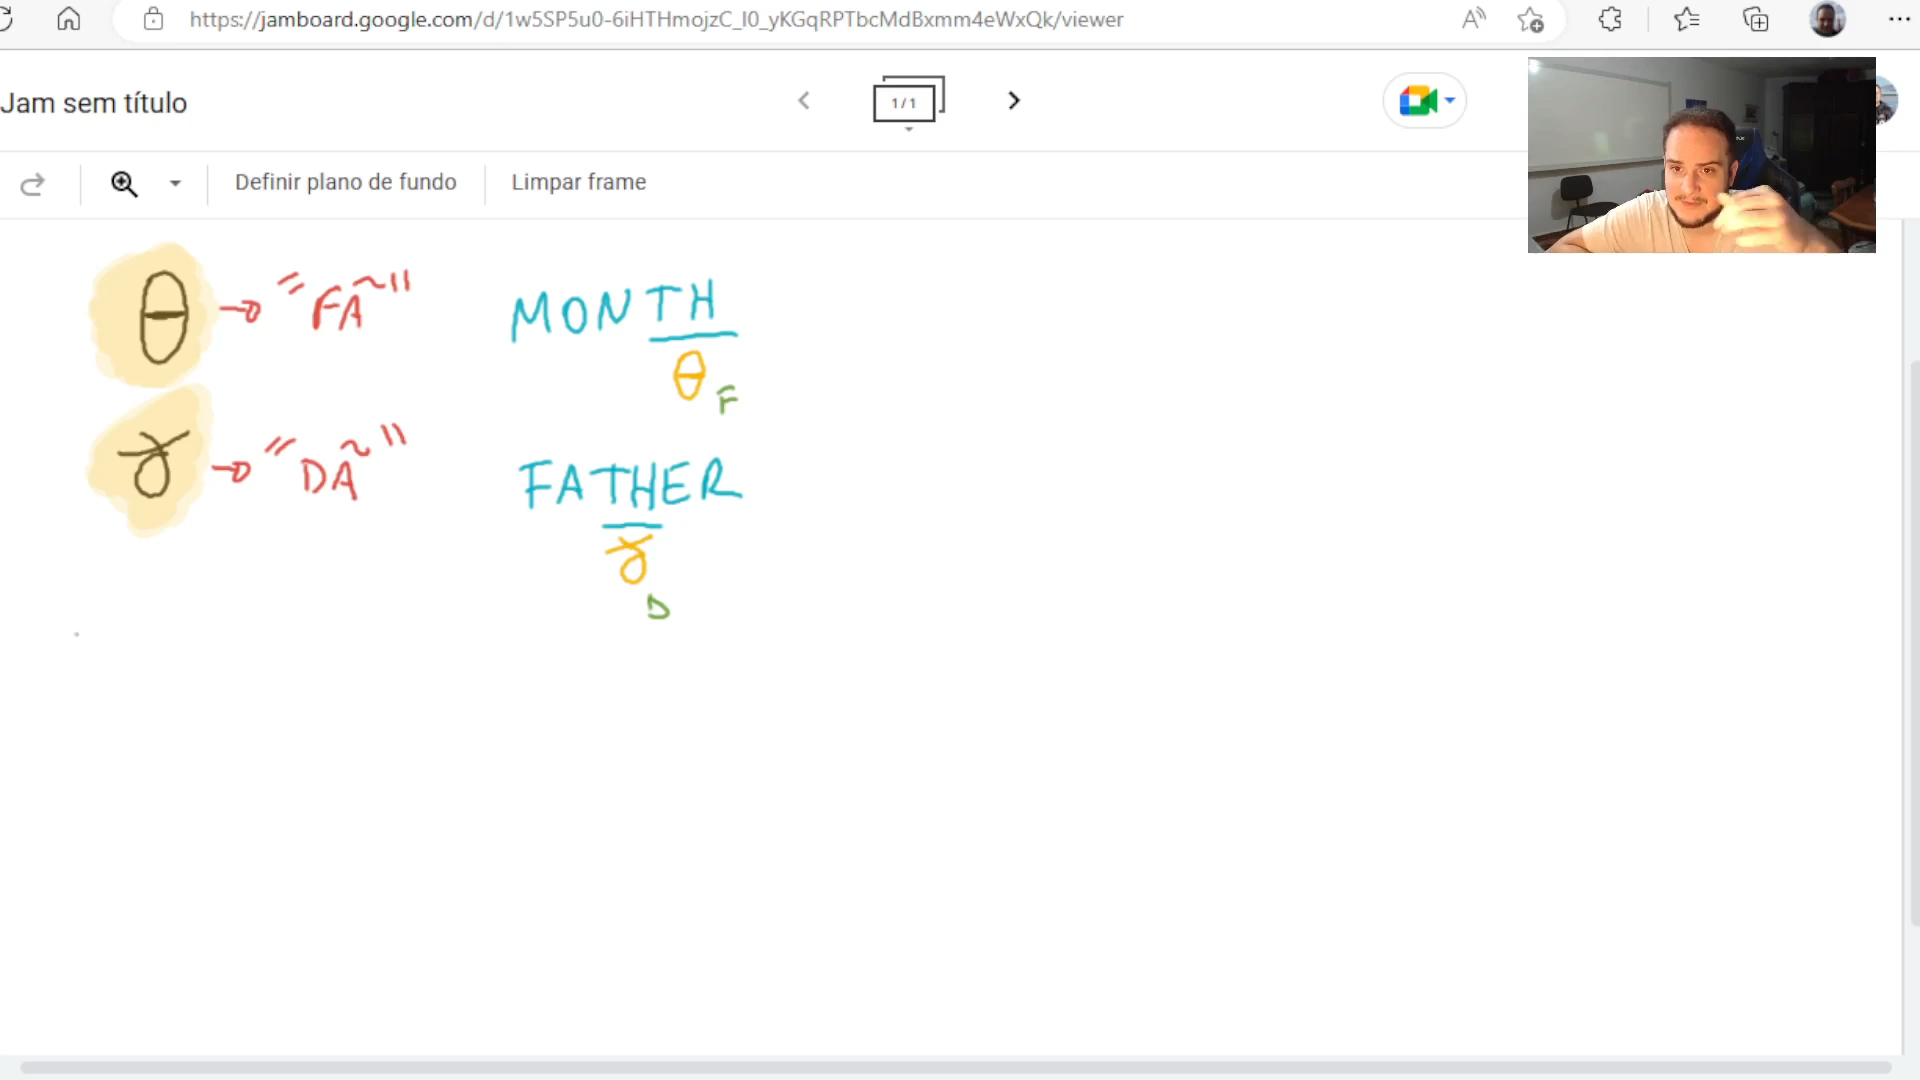 https://jamboard.google.com/d/1w5SP5u0-6iHTHmojzC_I0_yKGqRPTbcMdBxmm4eWxQk/viewer
Jam sem título
1/1
Definir plano de fundo
Limpar frame
θ → "FÃ" MONTH
θ
F
ծ → "DÃ" FATHER
ծ
D